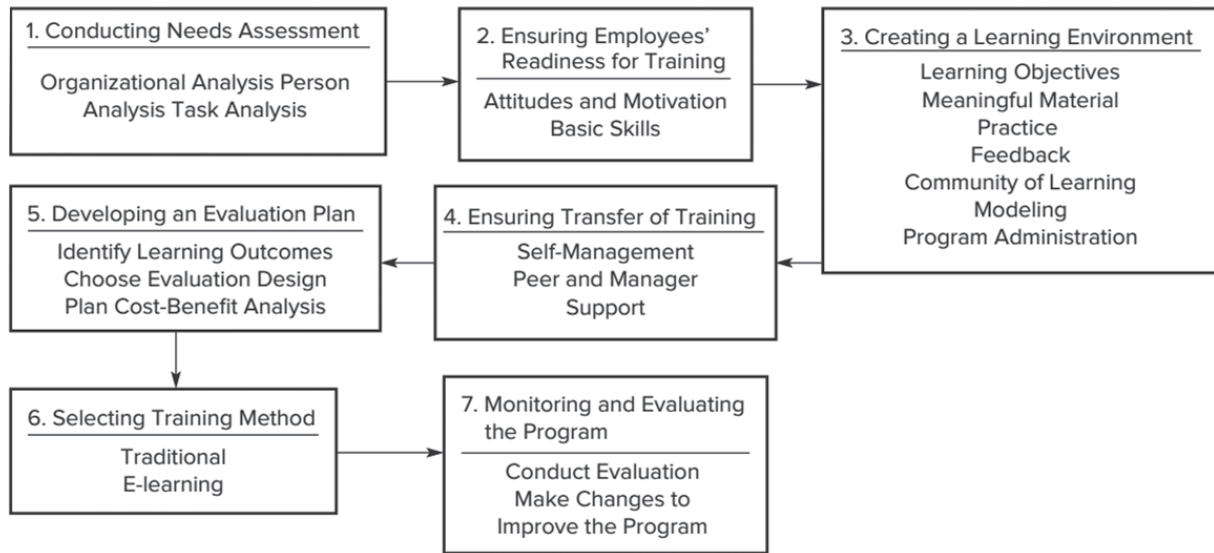 1. Conducting Needs Assessment
Organizational Analysis Person
Analysis Task Analysis
2. Ensuring Employees’
Readiness for Training
Attitudes and Motivation
Basic Skills
3. Creating a Learning Environment
Learning Objectives
Meaningful Material
Practice
Feedback
Community of Learning
Modeling
Program Administration
4. Ensuring Transfer of Training
Self-Management
Peer and Manager
Support
5. Developing an Evaluation Plan
Identify Learning Outcomes
Choose Evaluation Design
Plan Cost-Benefit Analysis
6. Selecting Training Method
Traditional
E-learning
7. Monitoring and Evaluating
the Program
Conduct Evaluation
Make Changes to
Improve the Program